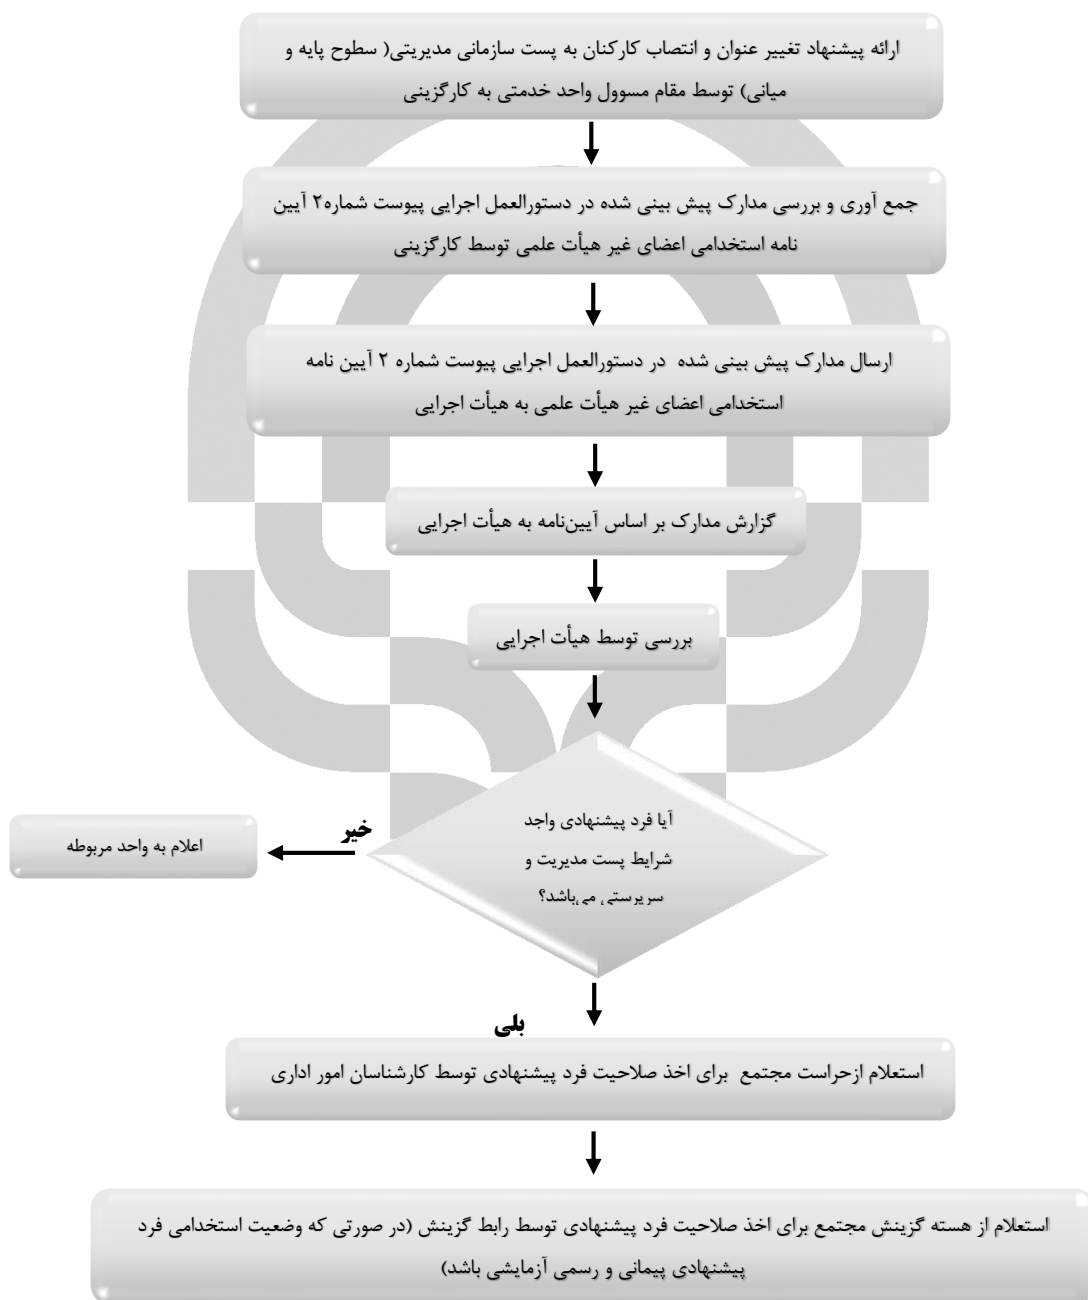 ارائه پیشنهاد تغییر عنوان و انتصاب کارکنان به پست سازمانی مدیریتی( سطوح پایه و
میانی) توسط مقام مسوول واحد خدمتی به کارگزینی
جمع آوری و بررسی مدارک پیش بینی شده در دستورالعمل اجرایی پیوست شماره۲ آیین
نامه استخدامی اعضای غیر هیأت علمی توسط کارگزینی
ارسال مدارک پیش بینی شده در دستورالعمل اجرایی پیوست شماره ۲ آیین نامه
استخدامی اعضای غیر هیأت علمی به هیأت اجرایی
گزارش مدارک بر اساس آیین‌نامه به هیأت اجرایی
بررسی توسط هیأت اجرایی
آیا فرد پیشنهادی واجد
شرایط پست مدیریت و
سرپرستی می‌باشد؟
خیر
اعلام به واحد مربوطه
بلی
استعلام ازحراست مجتمع برای اخذ صلاحیت فرد پیشنهادی توسط کارشناسان امور اداری
استعلام از هسته گزینش مجتمع برای اخذ صلاحیت فرد پیشنهادی توسط رابط گزینش (در صورتی که وضعیت استخدامی فرد
پیشنهادی پیمانی و رسمی آزمایشی باشد)